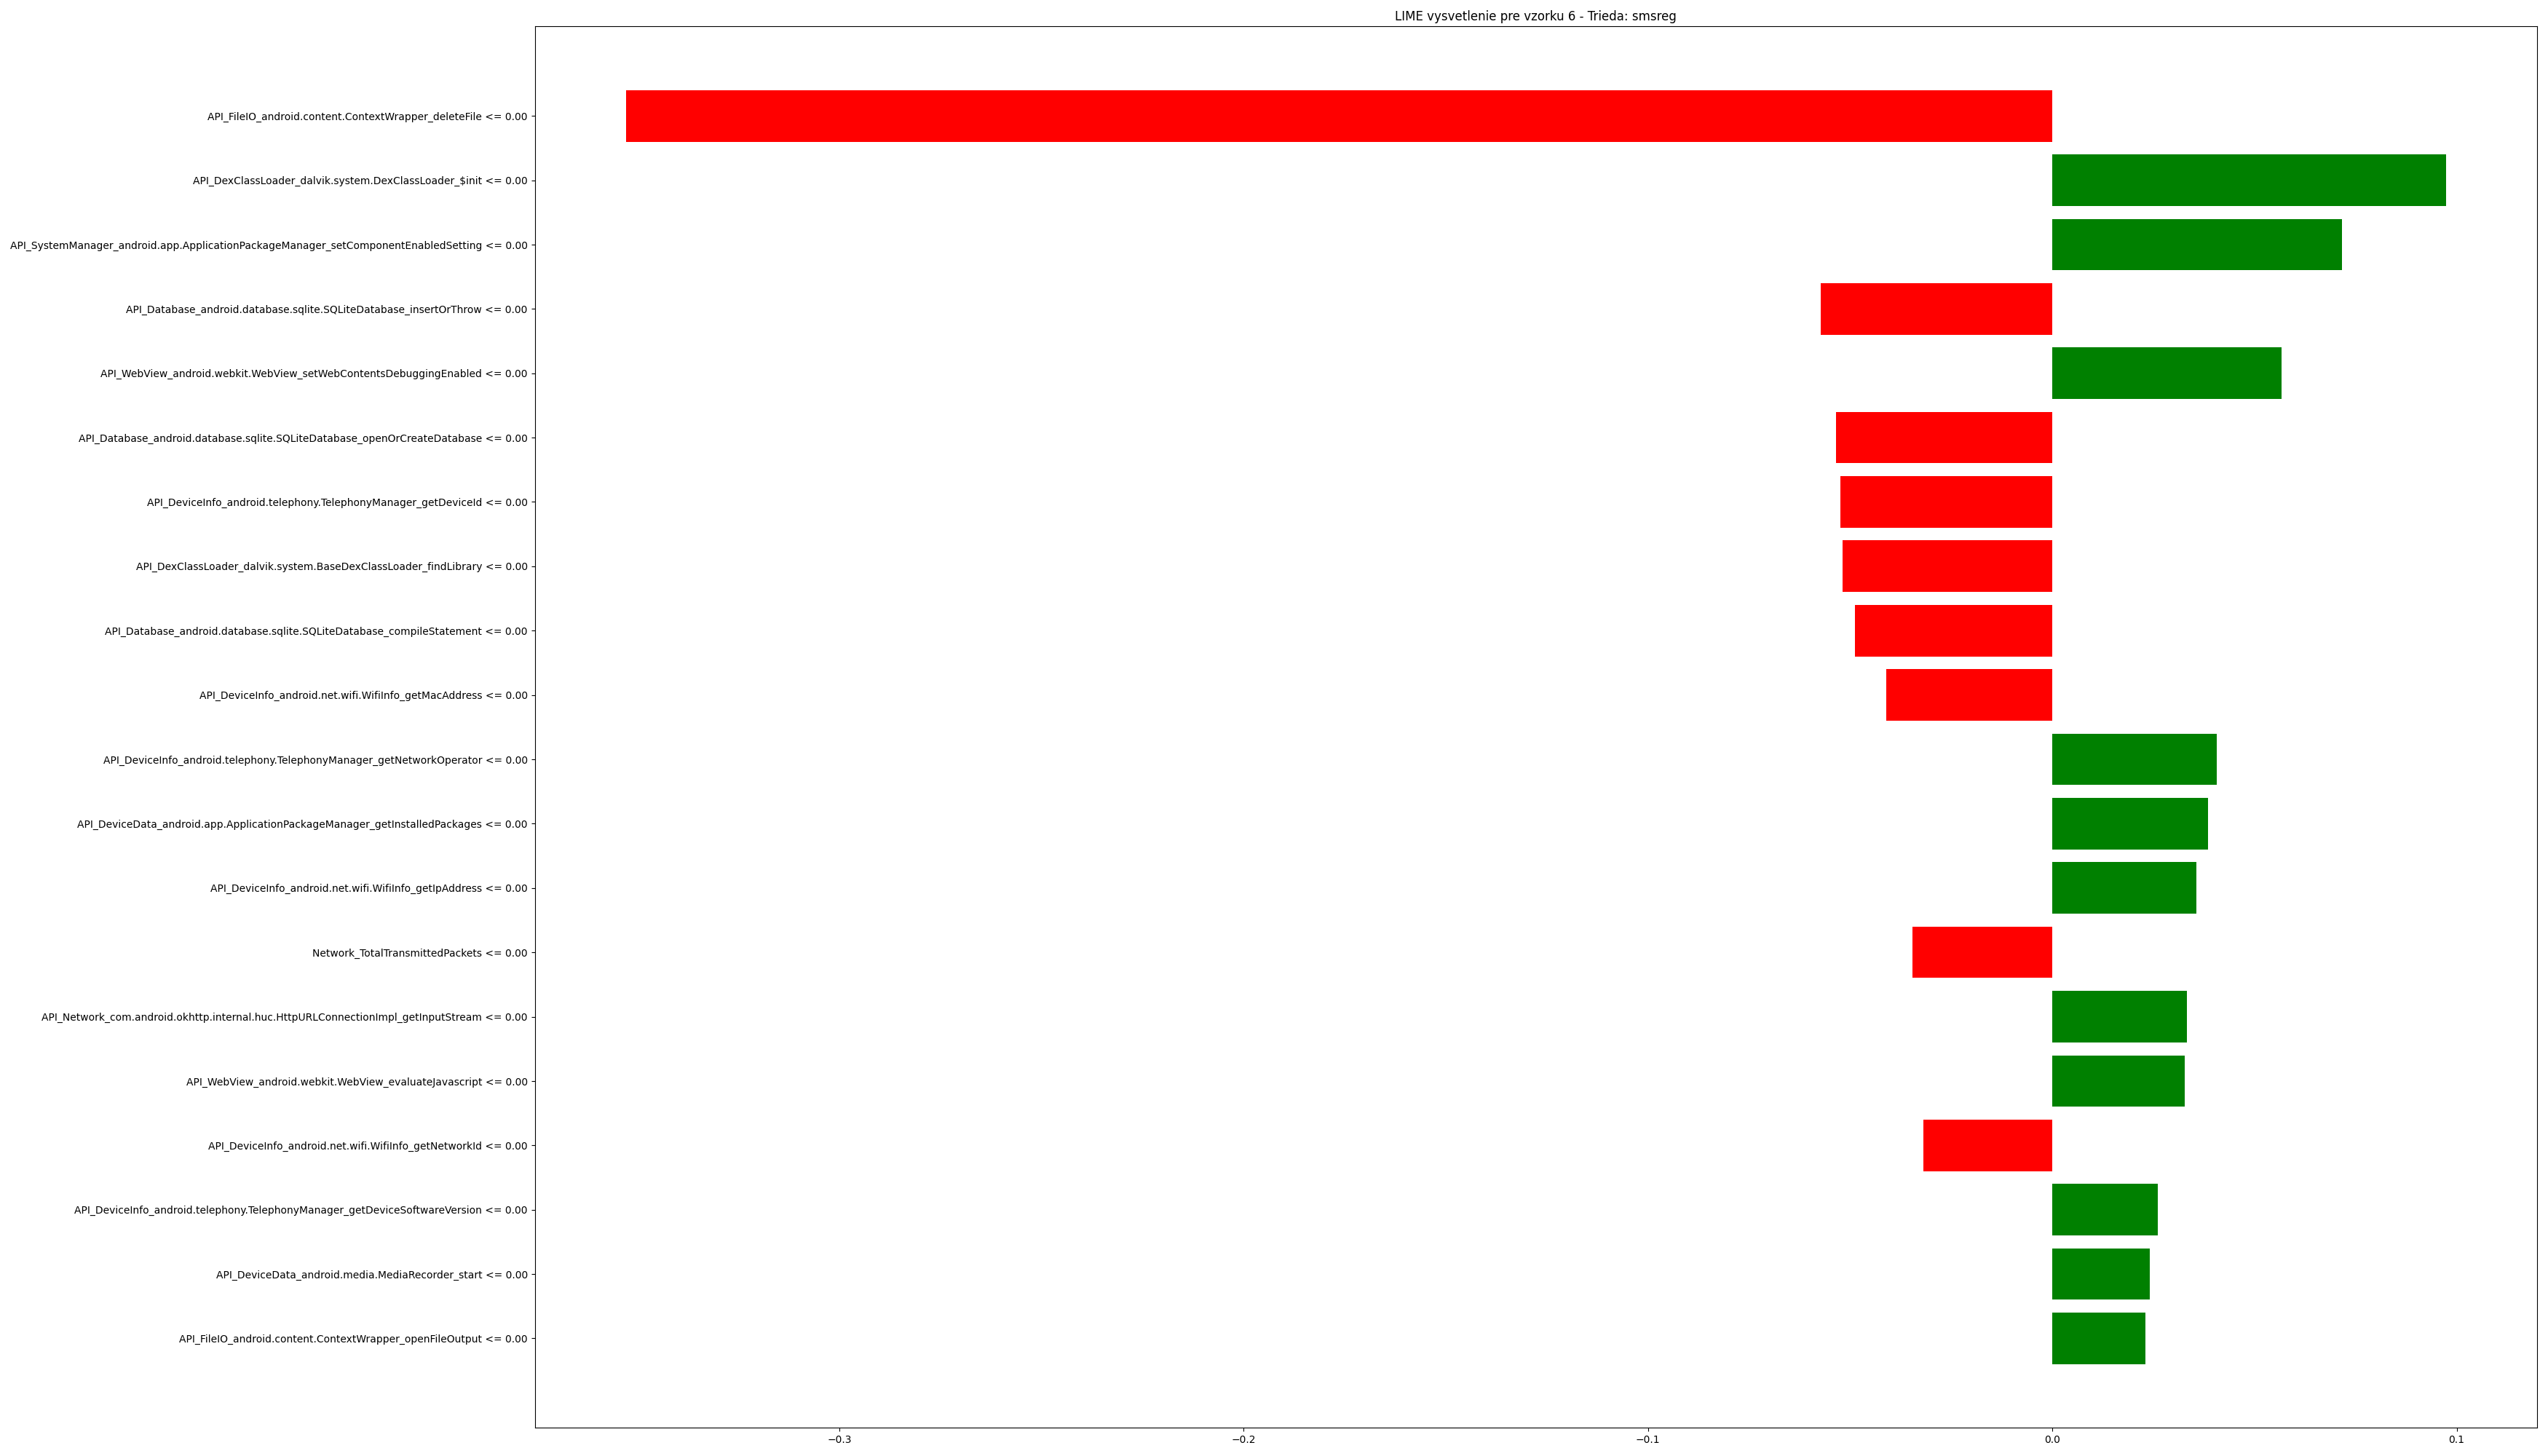 LIME vysvetlenie pre vzorku 6 - Trieda: smsreg
API_FileIO_android.content.ContextWrapper_deleteFile <= 0.00
API_DexClassLoader_dalvik.system.DexClassLoader_$init <= 0.00
API_SystemManager_android.app.ApplicationPackageManager_setComponentEnabledSetting <= 0.00
API_Database_android.database.sqlite.SQLiteDatabase_insertOrThrow <= 0.00
API_WebView_android.webkit.WebView_setWebContentsDebuggingEnabled <= 0.00
API_Database_android.database.sqlite.SQLiteDatabase_openOrCreateDatabase <= 0.00
API_DeviceInfo_android.telephony.TelephonyManager_getDeviceId <= 0.00
API_DexClassLoader_dalvik.system.BaseDexClassLoader_findLibrary <= 0.00
API_Database_android.database.sqlite.SQLiteDatabase_compileStatement <= 0.00
API_DeviceInfo_android.net.wifi.WifiInfo_getMacAddress <= 0.00
API_DeviceInfo_android.telephony.TelephonyManager_getNetworkOperator <= 0.00
API_DeviceData_android.app.ApplicationPackageManager_getInstalledPackages <= 0.00
API_DeviceInfo_android.net.wifi.WifiInfo_getIpAddress <= 0.00
Network_TotalTransmittedPackets <= 0.00
API_Network_com.android.okhttp.internal.huc.HttpURLConnectionImpl_getInputStream <= 0.00
API_WebView_android.webkit.WebView_evaluateJavascript <= 0.00
API_DeviceInfo_android.net.wifi.WifiInfo_getNetworkId <= 0.00
API_DeviceInfo_android.telephony.TelephonyManager_getDeviceSoftwareVersion <= 0.00
API_DeviceData_android.media.MediaRecorder_start <= 0.00
API_FileIO_android.content.ContextWrapper_openFileOutput <= 0.00
−0.3 −0.2 −0.1 0.0 0.1